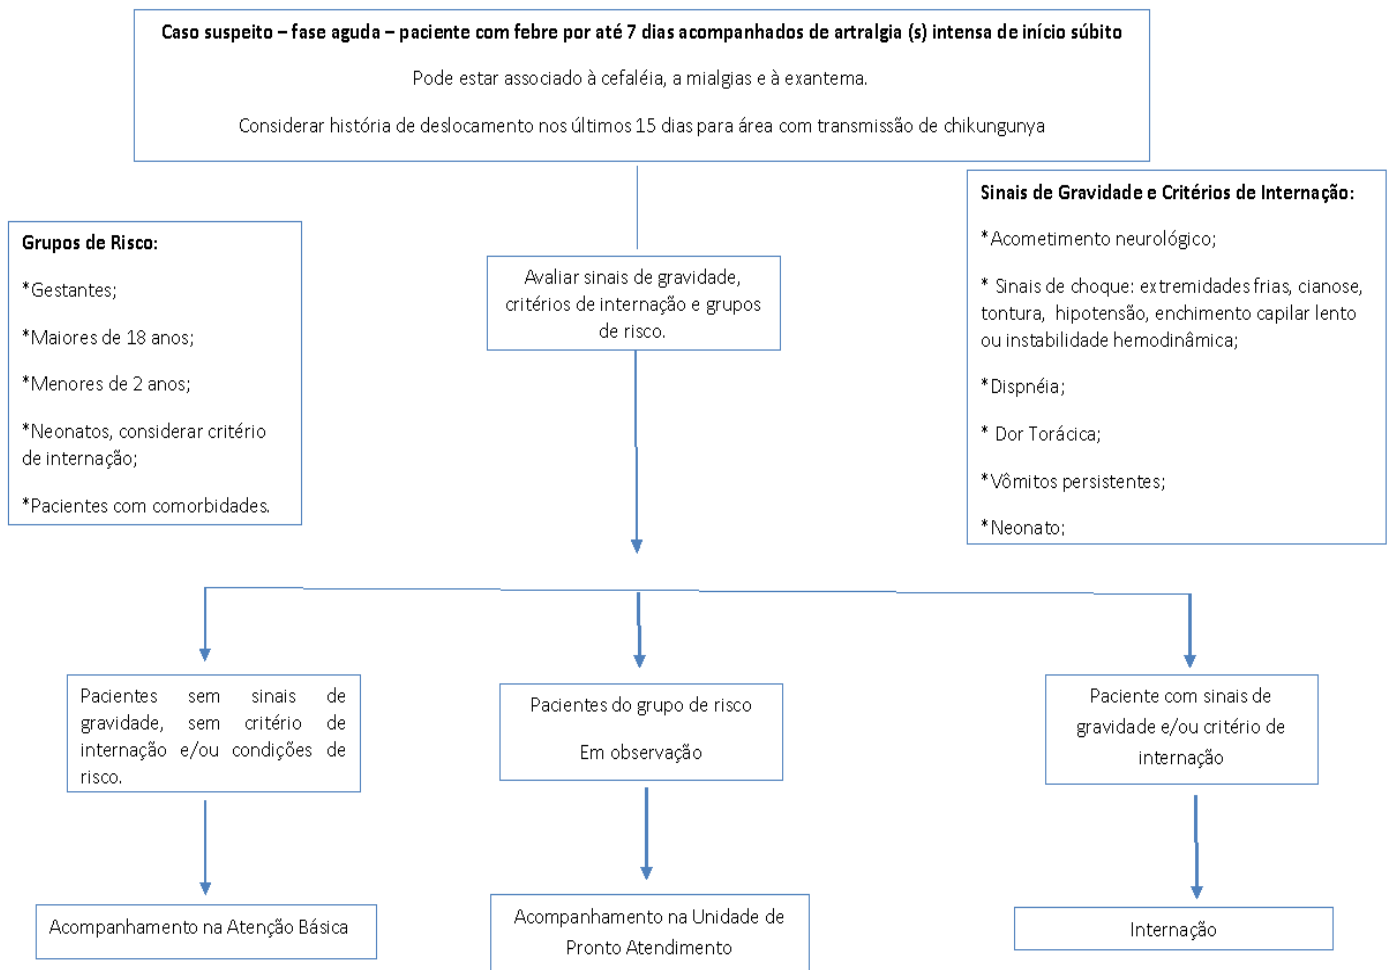 Caso suspeito – fase aguda – paciente com febre por até 7 dias acompanhados de artralgia (s) intensa de início súbito
Pode estar associado à cefaléia, a mialgias e à exantema.
Considerar história de deslocamento nos últimos 15 dias para área com transmissão de chikungunya
Grupos de Risco:
*Gestantes;
*Maiores de 18 anos;
*Menores de 2 anos;
*Neonatos, considerar critério
de internação;
*Pacientes com comorbidades.
Avaliar sinais de gravidade,
critérios de internação e grupos
de risco.
Sinais de Gravidade e Critérios de Internação:
*Acometimento neurológico;
* Sinais de choque: extremidades frias, cianose,
tontura, hipotensão, enchimento capilar lento
ou instabilidade hemodinâmica;
*Dispnéia;
* Dor Torácica;
*Vômitos persistentes;
*Neonato;
Pacientes sem sinais de
gravidade, sem critério de
internação e/ou condições de
risco.
Pacientes do grupo de risco
Em observação
Paciente com sinais de
gravidade e/ou critério de
internação
Acompanhamento na Atenção Básica
Acompanhamento na Unidade de
Pronto Atendimento
Internação